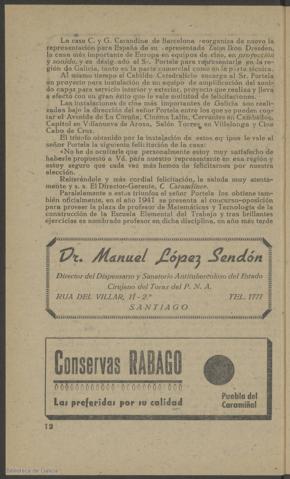 La casa C. y G. Carandine de Barcelona reorganiza de nuevo la
representación para España de su representada Zeiss Ikon Dresden,
la casa más importante de Europa en equipos de cine, en proyección
y sonido, y es designado el Sr. Portela para representarle en la re-
gión de Galicia, tanto en la parte comercial como en la parte técnica.
Al mismo tiempo el Cabildo Catedralicio encarga al Sr. Portela
un proyecto para instalación de un equipo de amplificación del soni-
do capaz para servicio interior y exterior, proyecto que realiza y lleva
a efecto con un gran éxito que le vale multitud de felicitaciones.
Las instalaciones de cine más importantes de Galicia son reali-
zadas bajo la dirección del señor Portela entre los que se pueden con-
tar el Avenida de La Coruña, Cinema Lalín, Cervantes en Cambados,
Capitol en Villanueva de Arosa, Salón Torres en Villalonga y Cine
Cabo de Cruz.
El triunfo obtenido por la instalación de estos equipos le vale el
señor Portela la siguiente felicitación de la casa:
«No he de ocultarle que personalmente estoy muy satisfecho de
haberle propuesto a Vd. para nuestro representante en esa región y
estoy seguro que cada vez más hemos de felicitarnos por nuestra
elección.
Reiterándole y más cordial felicitación, le saluda muy atenta-
mente y s. s. El Director-Gerente, C. Carandine».
Paralelamente a estos triunfos el señor Portela los obtiene tam-
bién oficialmente, en el año 1941 se presenta al concurso-oposición
para proveer la plaza de profesor de Matemáticas y Tecnología de la
construcción de la Escuela Elemental del Trabajo y tras brillantes
ejercicios es nombrado profesor en dicha disciplina, un año más tarde
Dr. Manuel López Sendón
Director del Dispensario y Sanatorio Antituberculoso del Estado
Cirujano del Torax del P. N. A.
RUA DEL VILLAR, 11 - 2.º TEL. 1771
SANTIAGO
Conservas RABAGO
Las preferidas por su calidad
Puebla del
Caramiñal
12
Biblioteca de Galicia